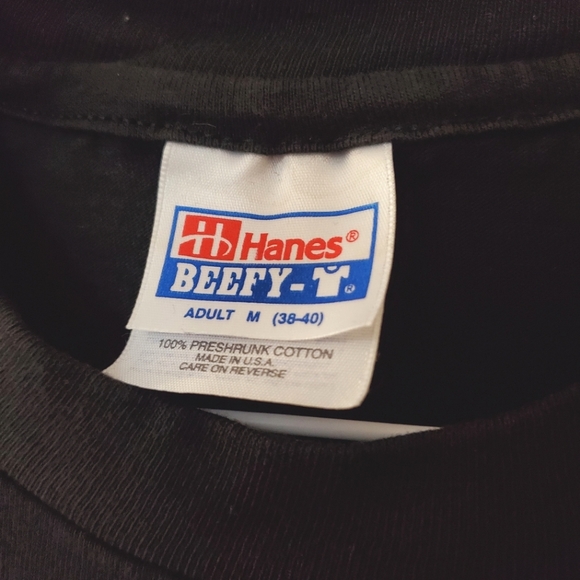 Hanes®
BEEFY-T®
ADULT M (38-40)
100% PRESHRUNK COTTON
MADE IN U.S.A.
CARE ON REVERSE